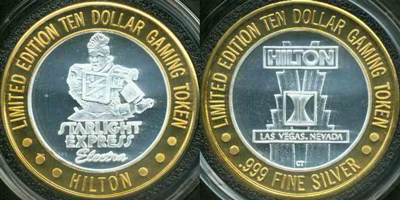 LIMITED EDITION TEN DOLLAR GAMING TOKEN
STARLIGHT
EXPRESS
Electra
HILTON
LIMITED EDITION TEN DOLLAR GAMING TOKEN
HILTON
LAS VEGAS, NEVADA
CT
.999 FINE SILVER